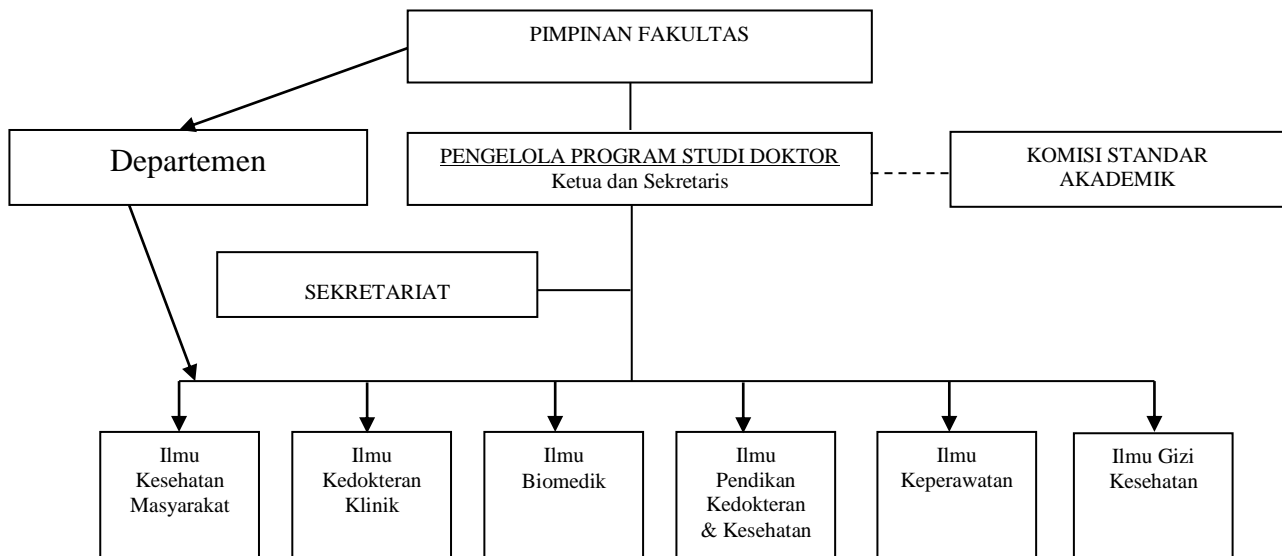 PIMPINAN FAKULTAS
Departemen
PENGELOLA PROGRAM STUDI DOKTOR
Ketua dan Sekretaris
KOMISI STANDAR
AKADEMIK
SEKRETARIAT
Ilmu
Kesehatan
Masyarakat
Ilmu
Kedokteran
Klinik
Ilmu
Biomedik
Ilmu
Pendikan
Kedokteran
& Kesehatan
Ilmu
Keperawatan
Ilmu Gizi
Kesehatan